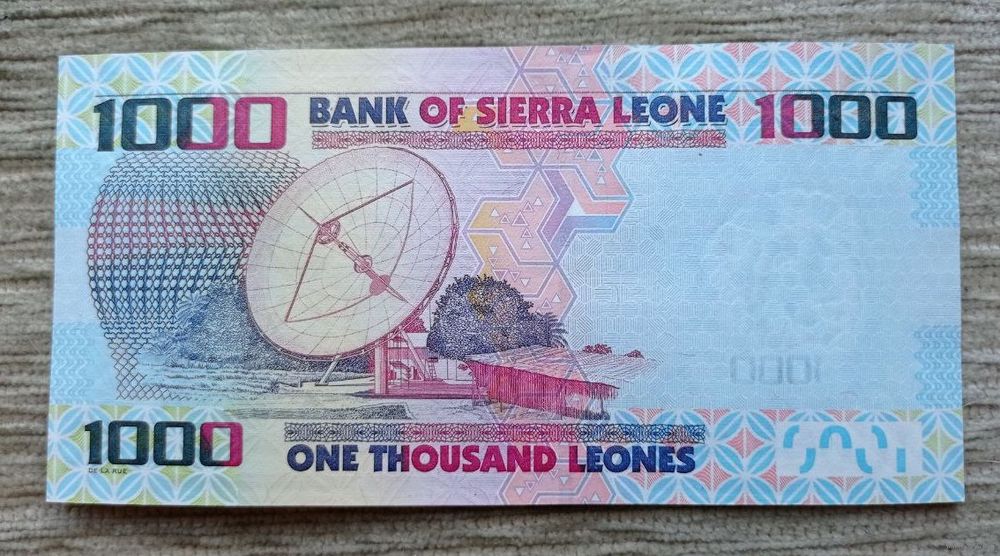 1000 BANK OF SIERRA LEONE 1000
1000
DE LA RUE
ONE THOUSAND LEONES